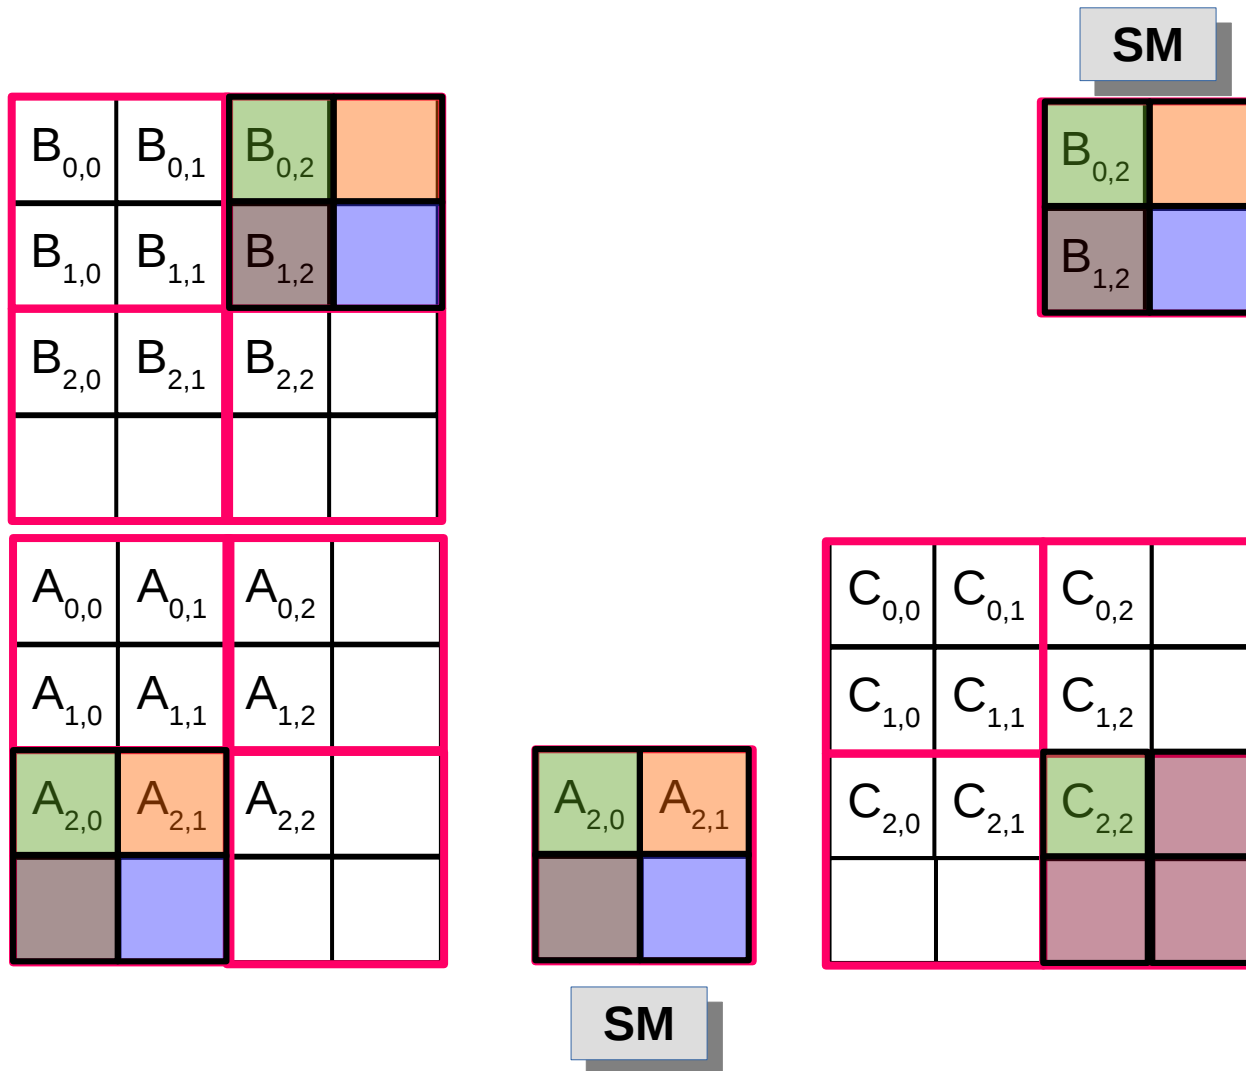 SM
B0,0 B0,1 B0,2
B1,0 B1,1 B1,2
B2,0 B2,1 B2,2
B0,2
B1,2
A0,0 A0,1 A0,2
A1,0 A1,1 A1,2
A2,0 A2,1 A2,2
A2,0 A2,1
SM
C0,0 C0,1 C0,2
C1,0 C1,1 C1,2
C2,0 C2,1 C2,2